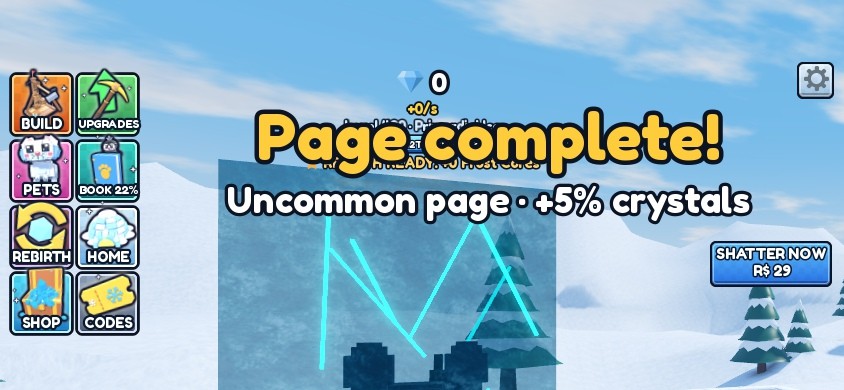 0
+0/s
Page complete!
Uncommon page · +5% crystals
BUILD
UPGRADES
PETS
BOOK 22%
REBIRTH
HOME
SHOP
CODES
SHATTER NOW
R$ 29